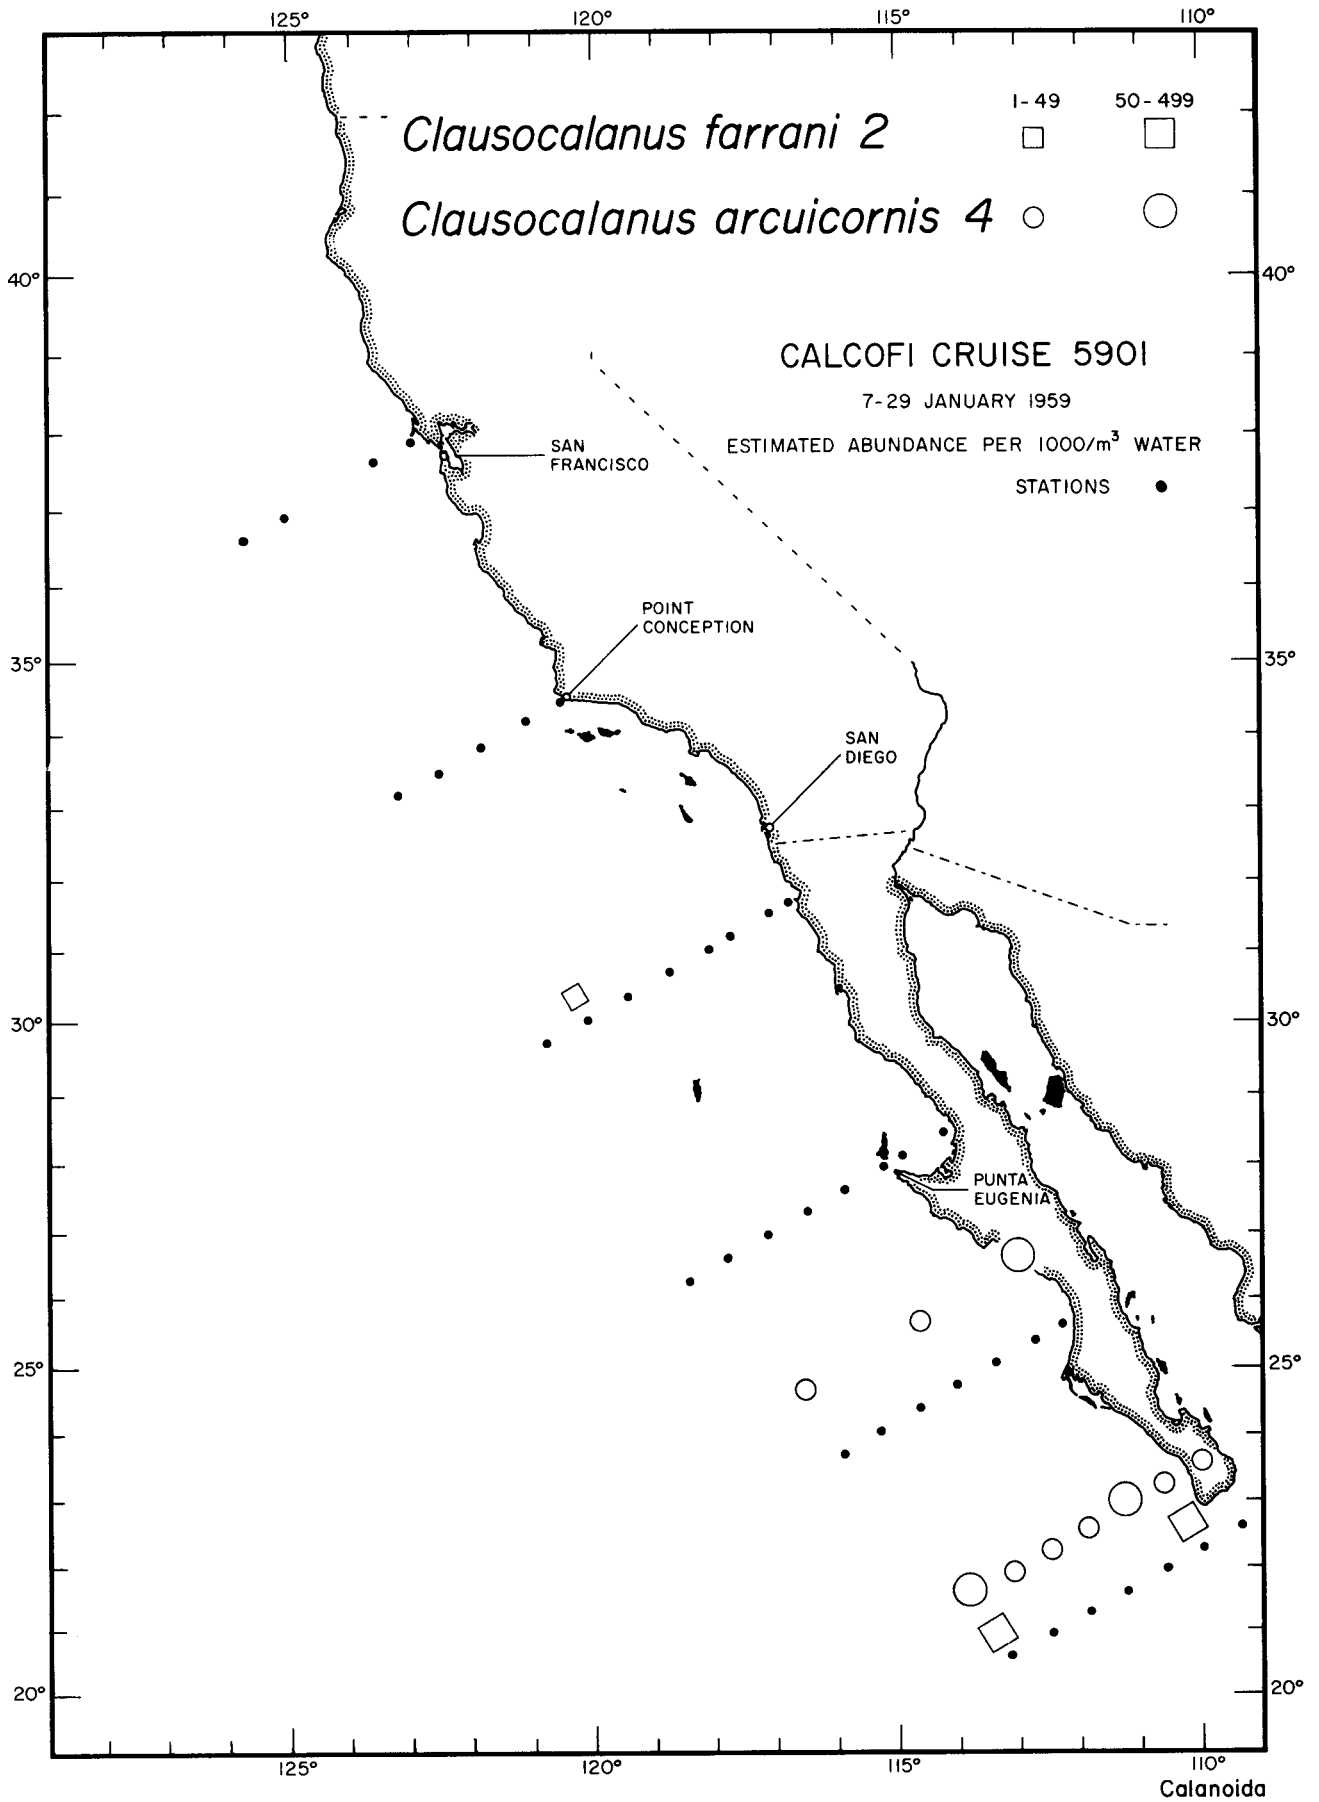 125° 120° 115° 110°
1-49 50-499
Clausocalanus farrani 2
Clausocalanus arcuicornis 4
40° 40°
CALCOFI CRUISE 5901
7-29 JANUARY 1959
ESTIMATED ABUNDANCE PER 1000/m³ WATER
STATIONS
SAN
FRANCISCO
POINT
CONCEPTION
35° 35°
SAN
DIEGO
30° 30°
PUNTA
EUGENIA
25° 25°
20° 20°
125° 120° 115° 110°
Calanoida